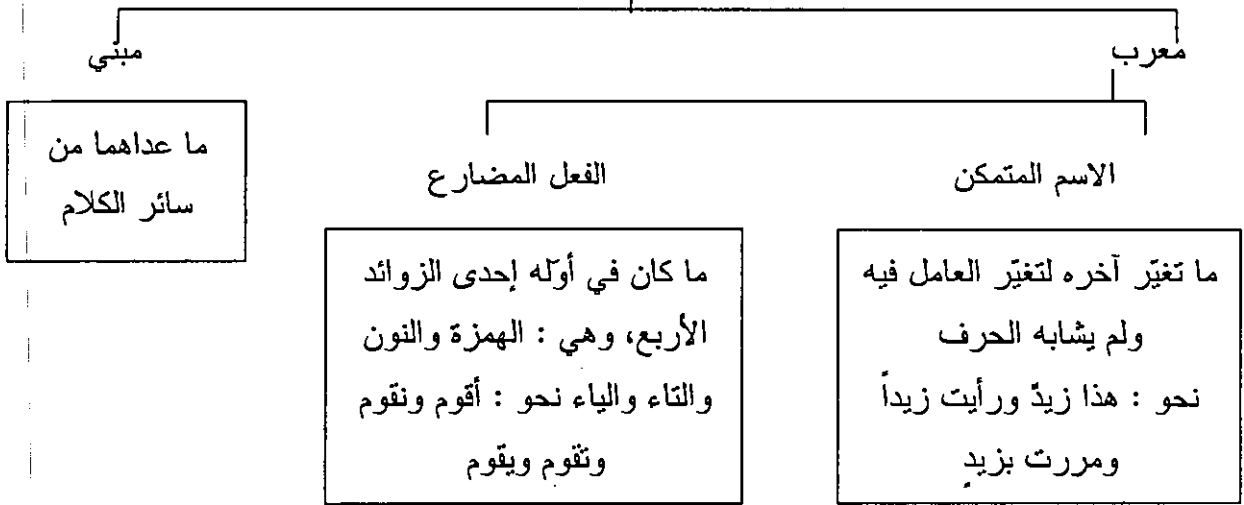 معرب
مبني
الاسم المتمكن
ما تغيّر آخره لتغيّر العامل فيه
ولم يشابه الحرف
نحو : هذا زيدٌ ورأيت زيداً
ومررت بزيدٍ
الفعل المضارع
ما كان في أوّله إحدى الزوائد
الأربع، وهي : الهمزة والنون
والتاء والياء نحو : أقوم ونقوم
وتقوم ويقوم
ما عداهما من
سائر الكلام